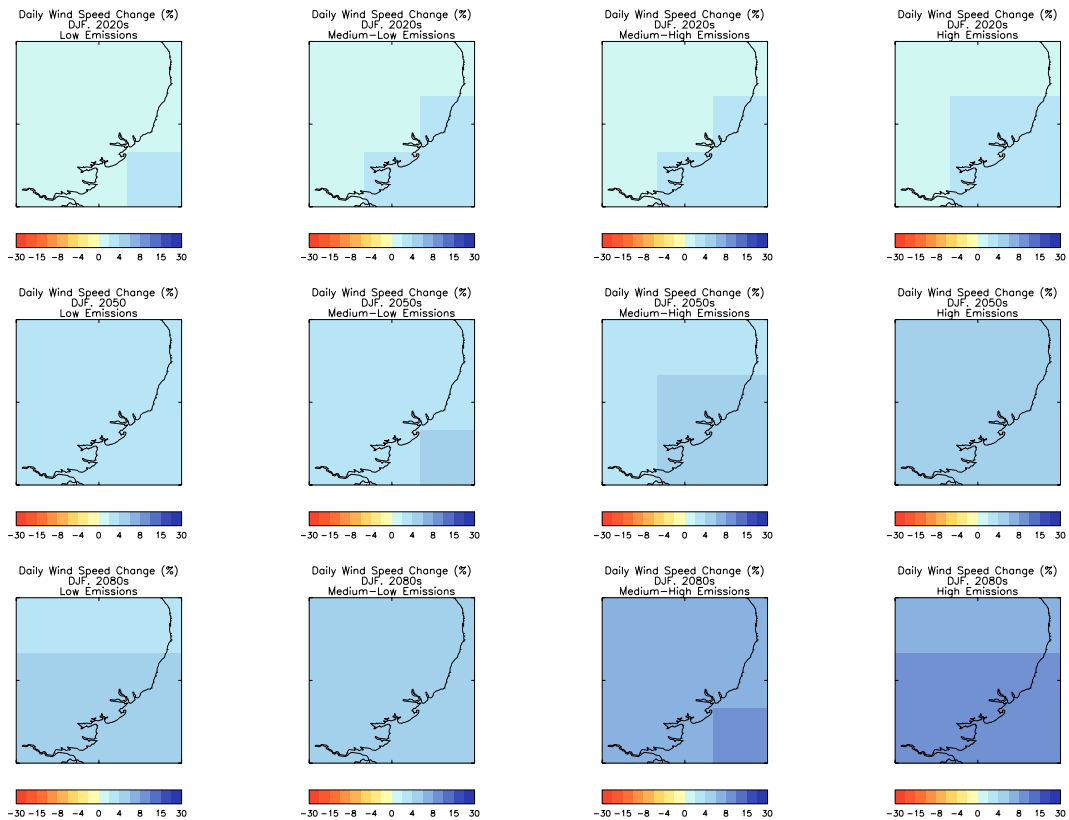 Daily Wind Speed Change (%)
DJF. 2020s
Low Emissions
-30 -15 -8 -4 0 4 8 15 30
Daily Wind Speed Change (%)
DJF. 2020s
Medium-Low Emissions
-30 -15 -8 -4 0 4 8 15 30
Daily Wind Speed Change (%)
DJF. 2020s
Medium-High Emissions
-30 -15 -8 -4 0 4 8 15 30
Daily Wind Speed Change (%)
DJF. 2020s
High Emissions
-30 -15 -8 -4 0 4 8 15 30
Daily Wind Speed Change (%)
DJF. 2050
Low Emissions
-30 -15 -8 -4 0 4 8 15 30
Daily Wind Speed Change (%)
DJF. 2050s
Medium-Low Emissions
-30 -15 -8 -4 0 4 8 15 30
Daily Wind Speed Change (%)
DJF. 2050s
Medium-High Emissions
-30 -15 -8 -4 0 4 8 15 30
Daily Wind Speed Change (%)
DJF. 2050s
High Emissions
-30 -15 -8 -4 0 4 8 15 30
Daily Wind Speed Change (%)
DJF. 2080s
Low Emissions
-30 -15 -8 -4 0 4 8 15 30
Daily Wind Speed Change (%)
DJF. 2080s
Medium-Low Emissions
-30 -15 -8 -4 0 4 8 15 30
Daily Wind Speed Change (%)
DJF. 2080s
Medium-High Emissions
-30 -15 -8 -4 0 4 8 15 30
Daily Wind Speed Change (%)
DJF. 2080s
High Emissions
-30 -15 -8 -4 0 4 8 15 30